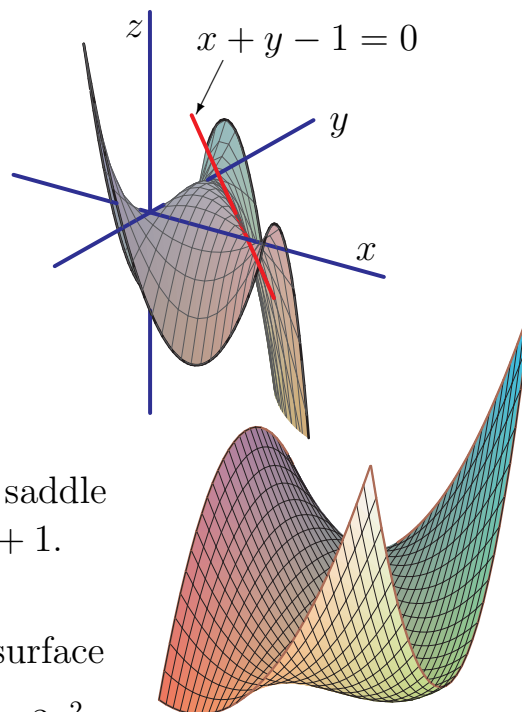 z
x + y − 1 = 0
y
x
saddle
+ 1.
surface